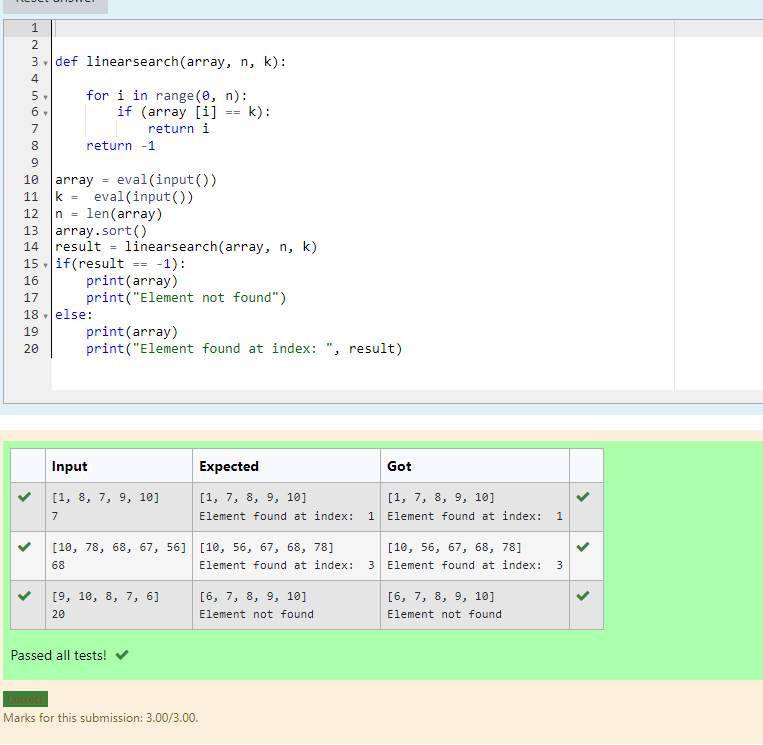 Reset answer
1
2
3 def linearsearch(array, n, k):
4
5 for i in range(0, n):
6 if (array [i] == k):
7 return i
8 return -1
9
10 array = eval(input())
11 k =  eval(input())
12 n = len(array)
13 array.sort()
14 result = linearsearch(array, n, k)
15 if(result == -1):
16 print(array)
17 print("Element not found")
18 else:
19 print(array)
20 print("Element found at index: ", result)
Input Expected Got
[1, 8, 7, 9, 10] [1, 7, 8, 9, 10] [1, 7, 8, 9, 10]
7 Element found at index:  1 Element found at index:  1
[10, 78, 68, 67, 56] [10, 56, 67, 68, 78] [10, 56, 67, 68, 78]
68 Element found at index:  3 Element found at index:  3
[9, 10, 8, 7, 6] [6, 7, 8, 9, 10] [6, 7, 8, 9, 10]
20 Element not found Element not found
Passed all tests!
Correct
Marks for this submission: 3.00/3.00.